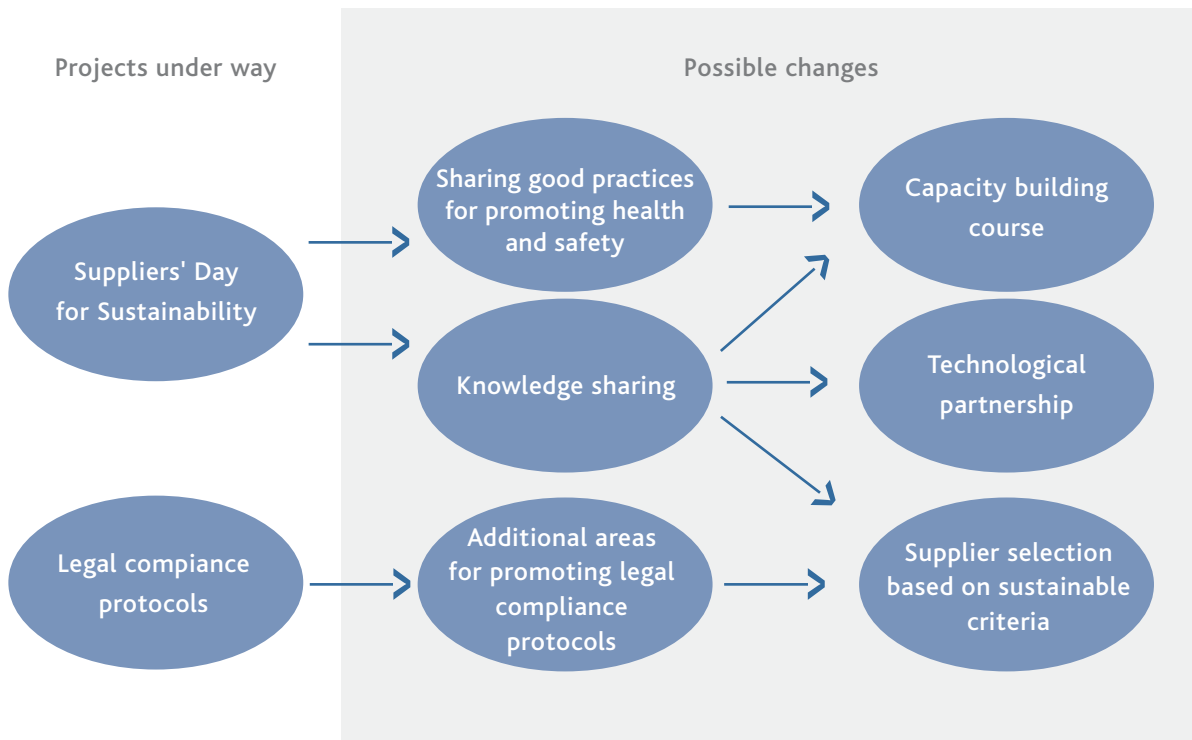 Projects under way
Possible changes
Suppliers' Day
for Sustainability
Legal compiance
protocols
Sharing good practices
for promoting health
and safety
Knowledge sharing
Additional areas
for promoting legal
compliance
protocols
Capacity building
course
Technological
partnership
Supplier selection
based on sustainable
criteria